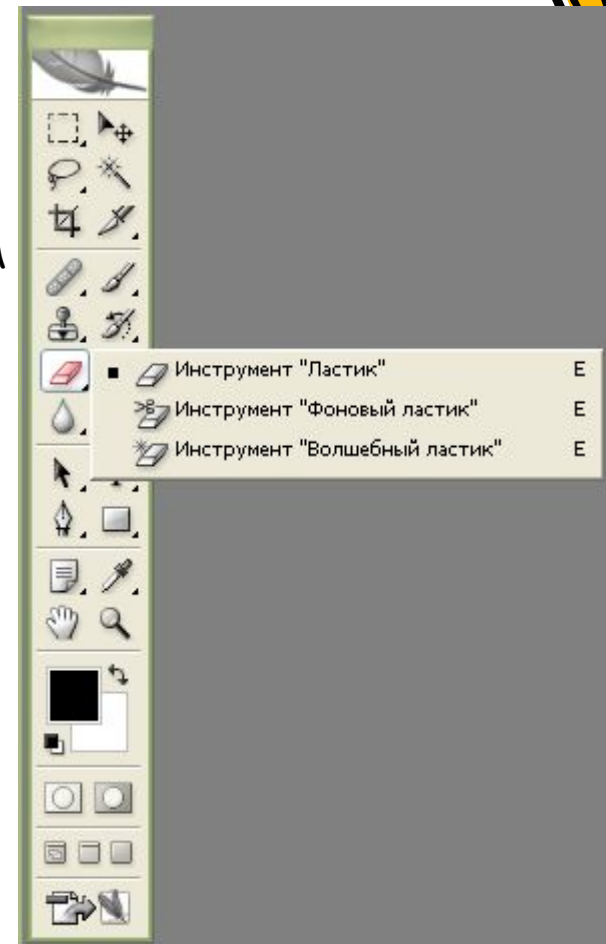 Инструмент "Ластик" E
Инструмент "Фоновый ластик" E
Инструмент "Волшебный ластик" E